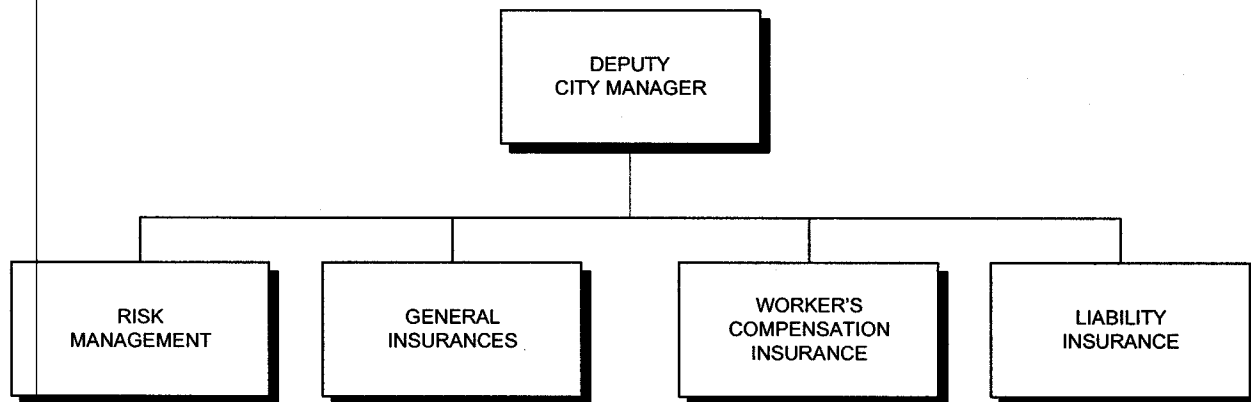 DEPUTY
CITY MANAGER
RISK
MANAGEMENT
GENERAL
INSURANCES
WORKER'S
COMPENSATION
INSURANCE
LIABILITY
INSURANCE